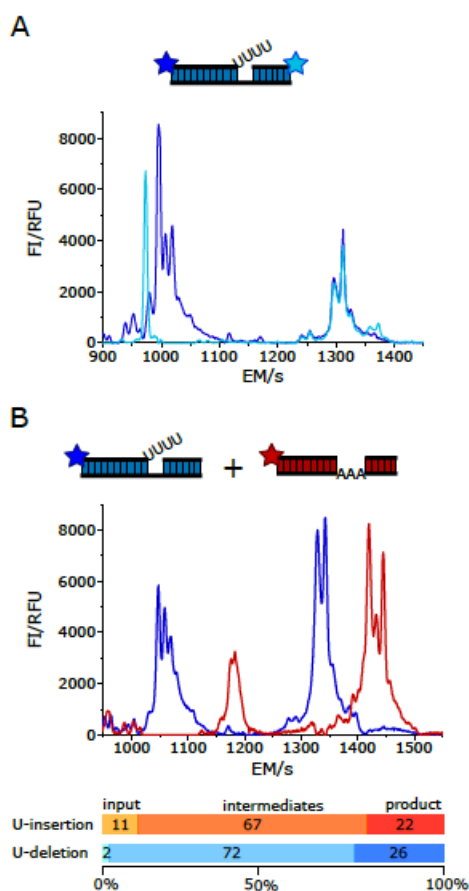 A
UUUU
FI/RFU
8000
6000
4000
2000
0
900 1000 1100 1200 1300 1400
EM/s
B
UUUU
+
AAA
FI/RFU
8000
6000
4000
2000
0
1000 1100 1200 1300 1400 1500
EM/s
input intermediates product
U-insertion 11 67 22
U-deletion 2 72 26
0% 50% 100%